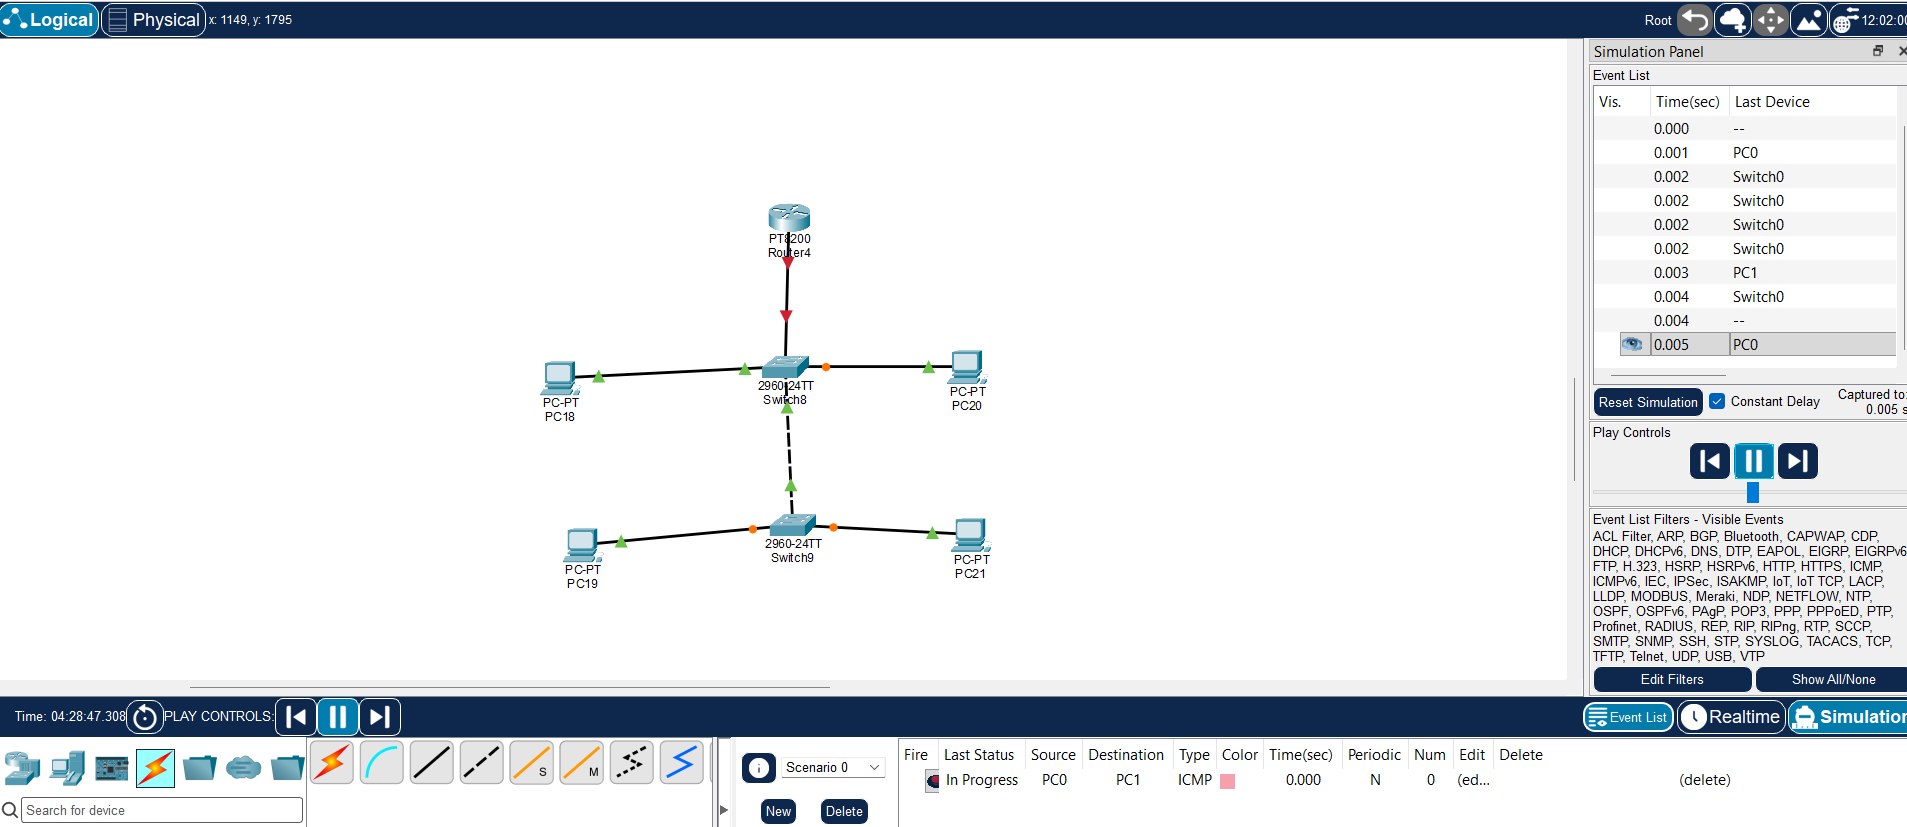 Logical
Physical
x: 1149, y: 1795
Root
12:02:00
Simulation Panel
Event List
Vis. Time(sec) Last Device
0.000 --
0.001 PC0
0.002 Switch0
0.002 Switch0
0.002 Switch0
0.002 Switch0
0.003 PC1
0.004 Switch0
0.004 --
0.005 PC0
Reset Simulation
Constant Delay
Captured to:
0.005 s
Play Controls
Event List Filters - Visible Events
ACL Filter, ARP, BGP, Bluetooth, CAPWAP, CDP,
DHCP, DHCPv6, DNS, DTP, EAPOL, EIGRP, EIGRPv6
FTP, H.323, HSRP, HSRPv6, HTTP, HTTPS, ICMP,
ICMPv6, IEC, IPSec, ISAKMP, IoT, IoT TCP, LACP,
LLDP, MODBUS, Meraki, NDP, NETFLOW, NTP,
OSPF, OSPFv6, PAgP, POP3, PPP, PPPoED, PTP,
Profinet, RADIUS, REP, RIP, RIPng, RTP, SCCP,
SMTP, SNMP, SSH, STP, SYSLOG, TACACS, TCP,
TFTP, Telnet, UDP, USB, VTP
Edit Filters
Show All/None
PT8200
Router4
PC-PT
PC18
2960-24TT
Switch8
PC-PT
PC20
PC-PT
PC19
2960-24TT
Switch9
PC-PT
PC21
Time: 04:28:47.308
PLAY CONTROLS:
Event List
Realtime
Simulation
S
M
Search for device
Scenario 0
New
Delete
Fire Last Status Source Destination Type Color Time(sec) Periodic Num Edit Delete
In Progress PC0 PC1 ICMP 0.000 N 0 (ed... (delete)